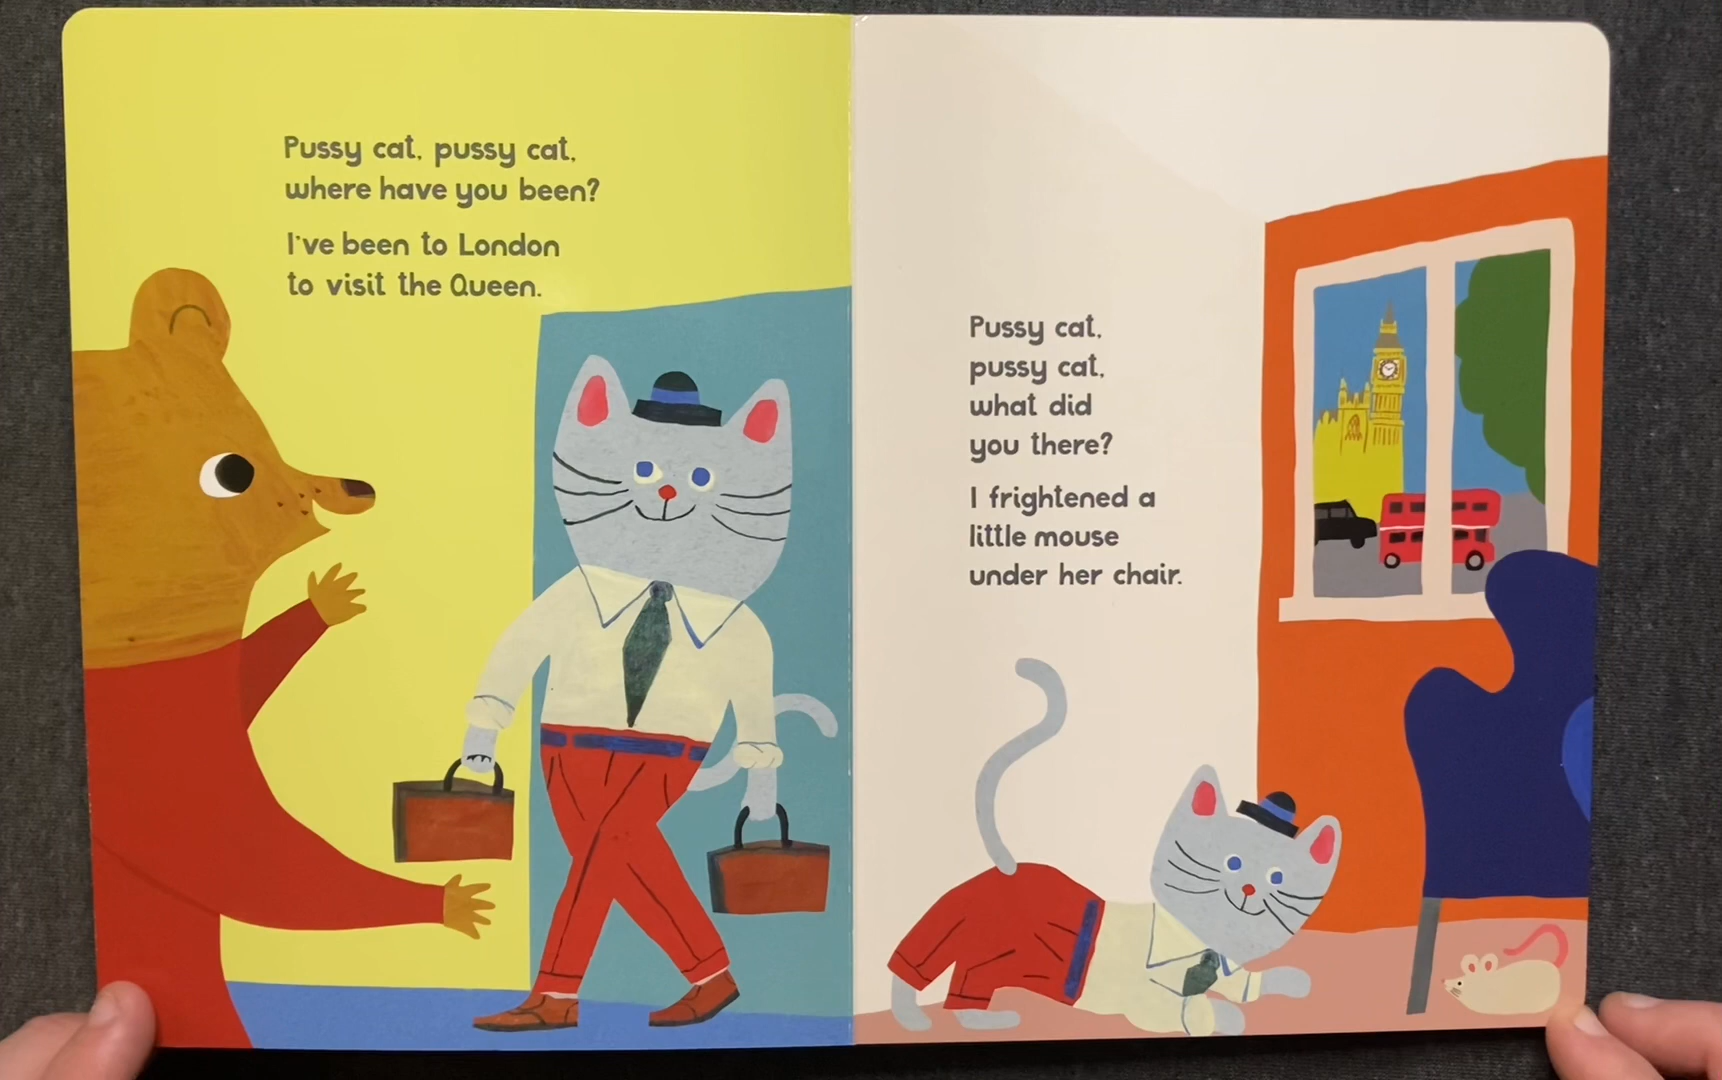 Pussy cat, pussy cat,
where have you been?
I've been to London
to visit the Queen.
Pussy cat,
pussy cat,
what did
you there?
I frightened a
little mouse
under her chair.